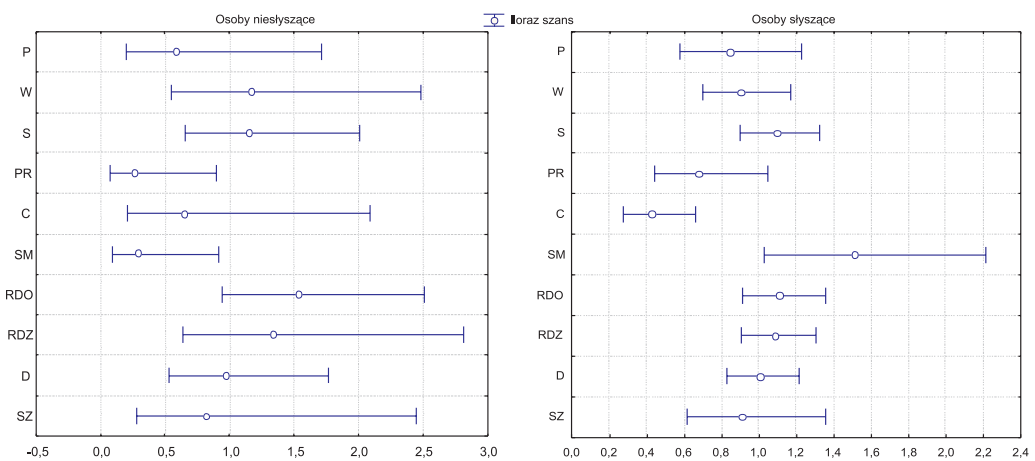 Osoby niesłyszące
Iloraz szans
Osoby słyszące
P
W
S
PR
C
SM
RDO
RDZ
D
SZ
-0,5 0,0 0,5 1,0 1,5 2,0 2,5 3,0
P
W
S
PR
C
SM
RDO
RDZ
D
SZ
0,0 0,2 0,4 0,6 0,8 1,0 1,2 1,4 1,6 1,8 2,0 2,2 2,4